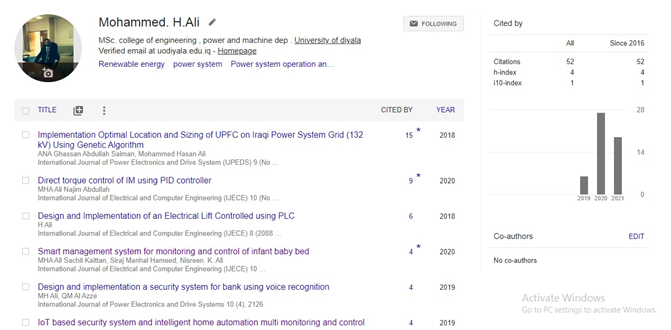 Mohammed. H.Ali
FOLLOWING
MSc. college of engineering , power and machine dep . University of diyala
Verified email at uodiyala.edu.iq - Homepage
Renewable energy power system Power system operation an…
TITLE CITED BY YEAR
Implementation Optimal Location and Sizing of UPFC on Iraqi Power System Grid (132
kV) Using Genetic Algorithm 15 * 2018
ANA Ghassan Abdullah Salman, Mohammed Hasan Ali
International Journal of Power Electronics and Drive System (IJPEDS) 9 (No …
Direct torque control of IM using PID controller 9 * 2020
MHA Ali Najim Abdullah
International Journal of Electrical and Computer Engineering (IJECE) 10 (No …
Design and Implementation of an Electrical Lift Controlled using PLC 6 2018
H Ali
International Journal of Electrical and Computer Engineering (IJECE) 8 (2088 …
Smart management system for monitoring and control of infant baby bed 4 * 2020
MHA Ali Sachit Kaittan, Siraj Manhal Hameed, Nisreen. K. Ali
International Journal of Electrical and Computer Engineering (IJECE) 10 …
Design and implementation a security system for bank using voice recognition 4 2019
MH Ali, QM Al Azze
International Journal of Power Electronics and Drive Systems 10 (4), 2126
IoT based security system and intelligent home automation multi monitoring and control 4 2019
Cited by
All Since 2016
Citations 52 52
h-index 4 4
i10-index 1 1
28
14
0
2019 2020 2021
Co-authors EDIT
No co-authors
Activate Windows
Go to PC settings to activate Windows.